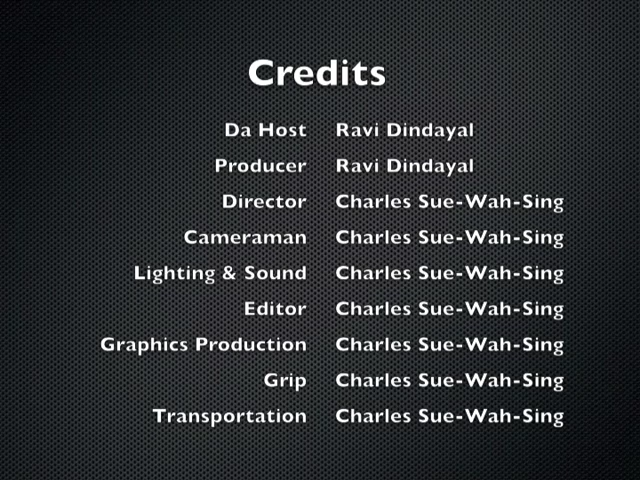 Credits
Da Host Ravi Dindayal
Producer Ravi Dindayal
Director Charles Sue-Wah-Sing
Cameraman Charles Sue-Wah-Sing
Lighting & Sound Charles Sue-Wah-Sing
Editor Charles Sue-Wah-Sing
Graphics Production Charles Sue-Wah-Sing
Grip Charles Sue-Wah-Sing
Transportation Charles Sue-Wah-Sing